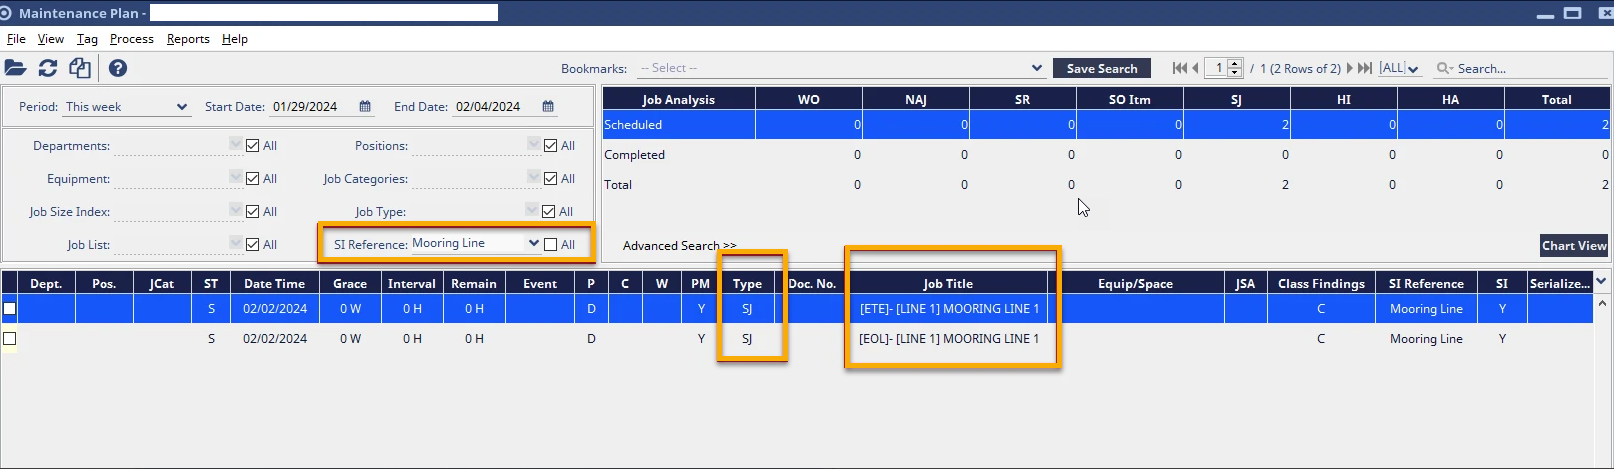 Maintenance Plan -
File View Tag Process Reports Help
Bookmarks: -- Select -- Save Search 1 / 1 (2 Rows of 2) [ALL] Search...
Period: This week Start Date: 01/29/2024 End Date: 02/04/2024
Departments: All Positions: All
Equipment: All Job Categories: All
Job Size Index: All Job Type: All
Job List: All SI Reference: Mooring Line All
Job Analysis WO NAJ SR SO Itm SJ HI HA Total
Scheduled 0 0 0 0 2 0 0 2
Completed 0 0 0 0 0 0 0 0
Total 0 0 0 0 2 0 0 2
Advanced Search >> Chart View
Dept. Pos. JCat ST Date Time Grace Interval Remain Event P C W PM Type Doc. No. Job Title Equip/Space JSA Class Findings SI Reference SI Serialize...
S 02/02/2024 0 W 0 H 0 H D Y SJ [ETE]- [LINE 1] MOORING LINE 1 C Mooring Line Y
S 02/02/2024 0 W 0 H 0 H D Y SJ [EOL]- [LINE 1] MOORING LINE 1 C Mooring Line Y